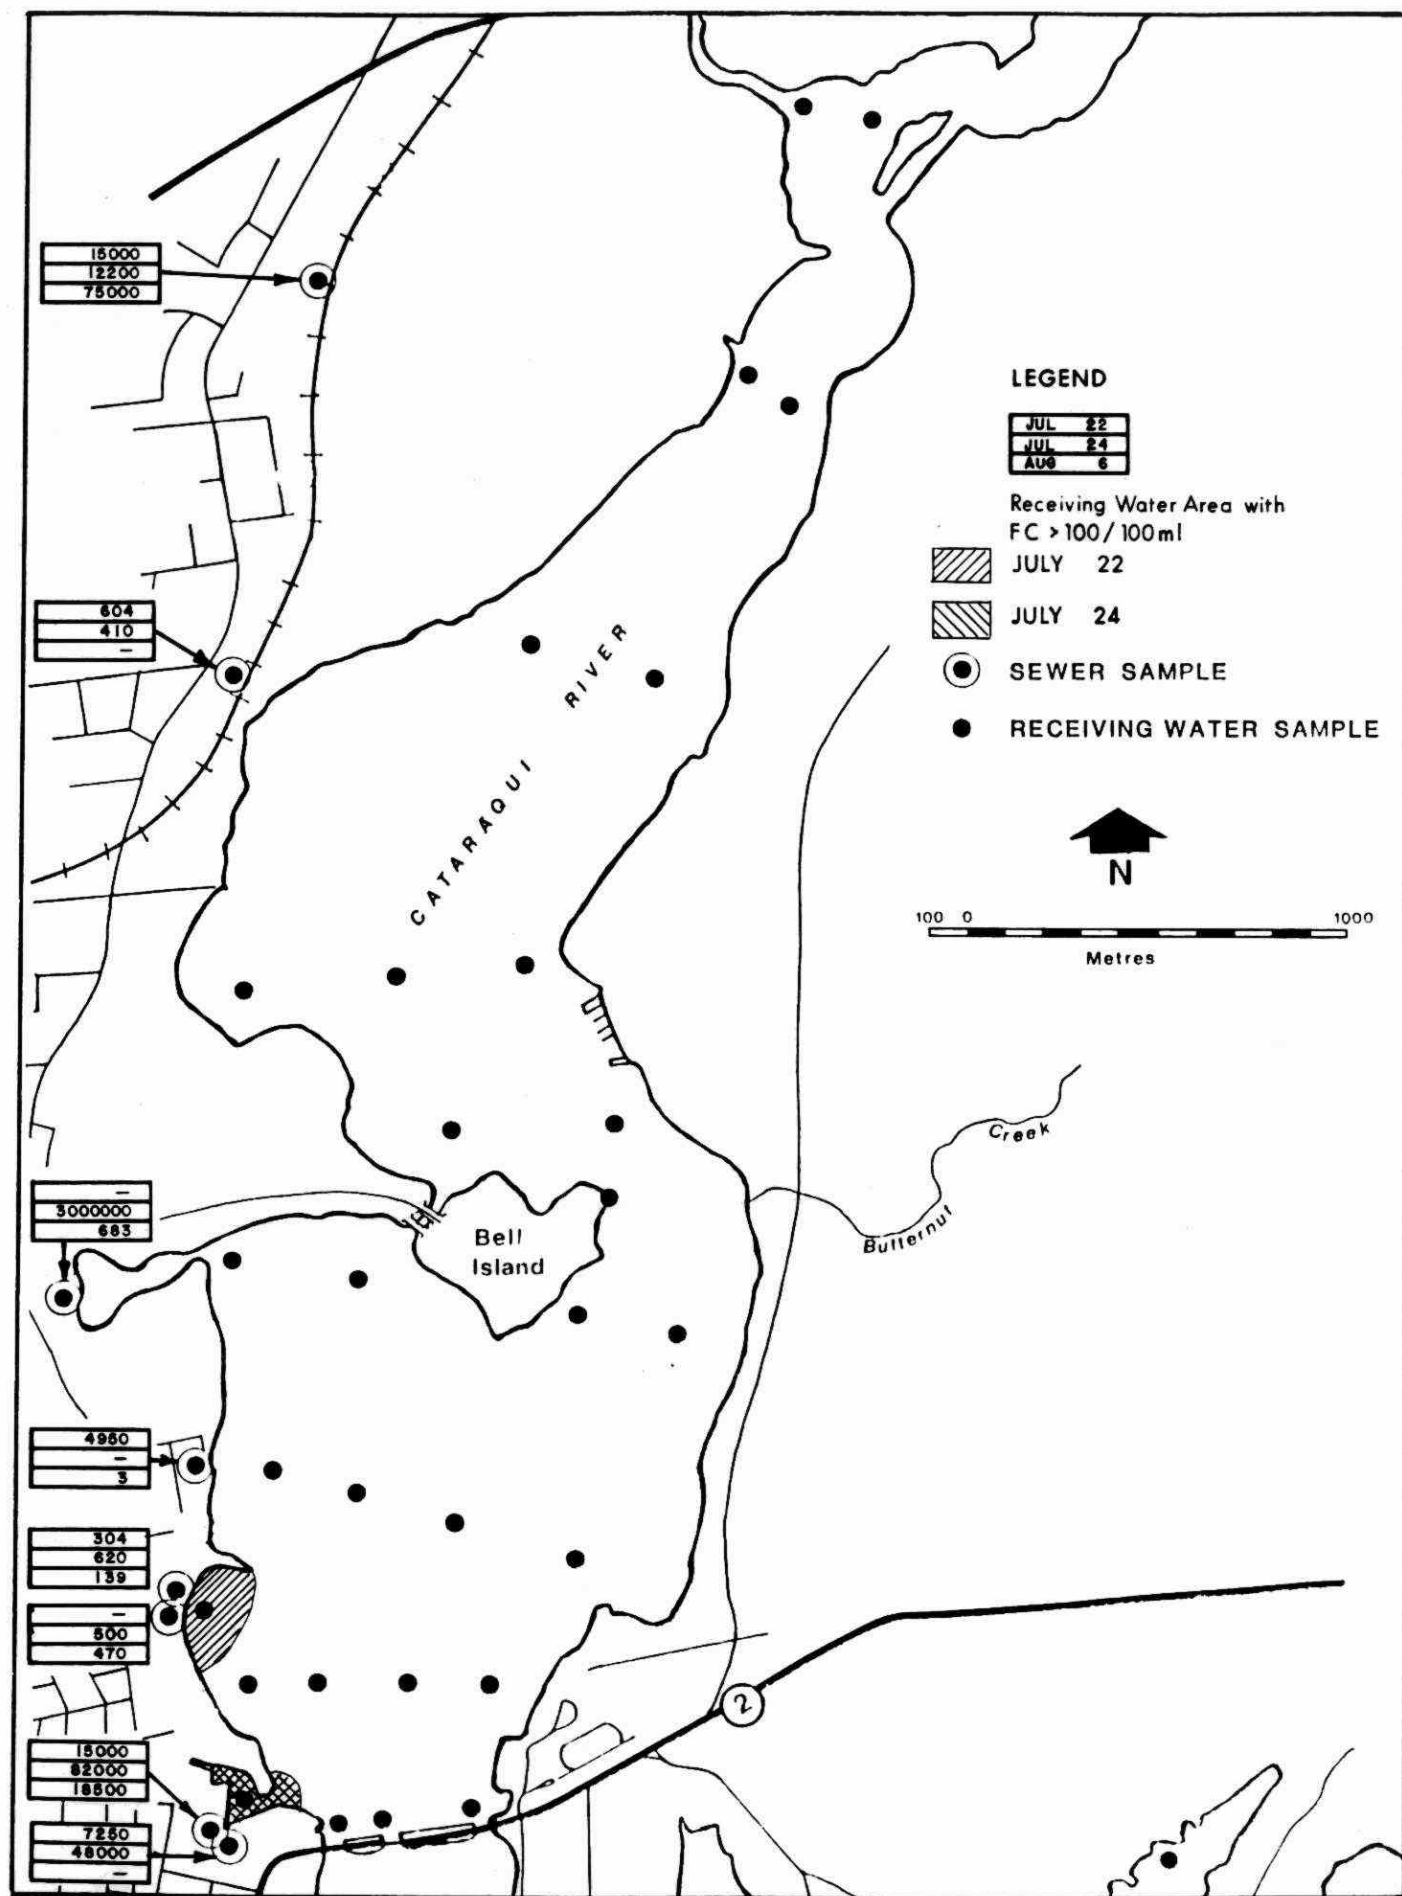 15000
12200
75000
LEGEND
JUL 22
JUL 24
AUG 6
Receiving Water Area with
FC > 100 / 100ml
JULY 22
JULY 24
SEWER SAMPLE
RECEIVING WATER SAMPLE
604
410
–
CATARAQUI RIVER
N
100 0 1000
Metres
Butternut Creek
–
3000000
683
Bell
Island
4950
–
3
304
620
139
–
500
470
2
15000
82000
18500
7250
48000
–